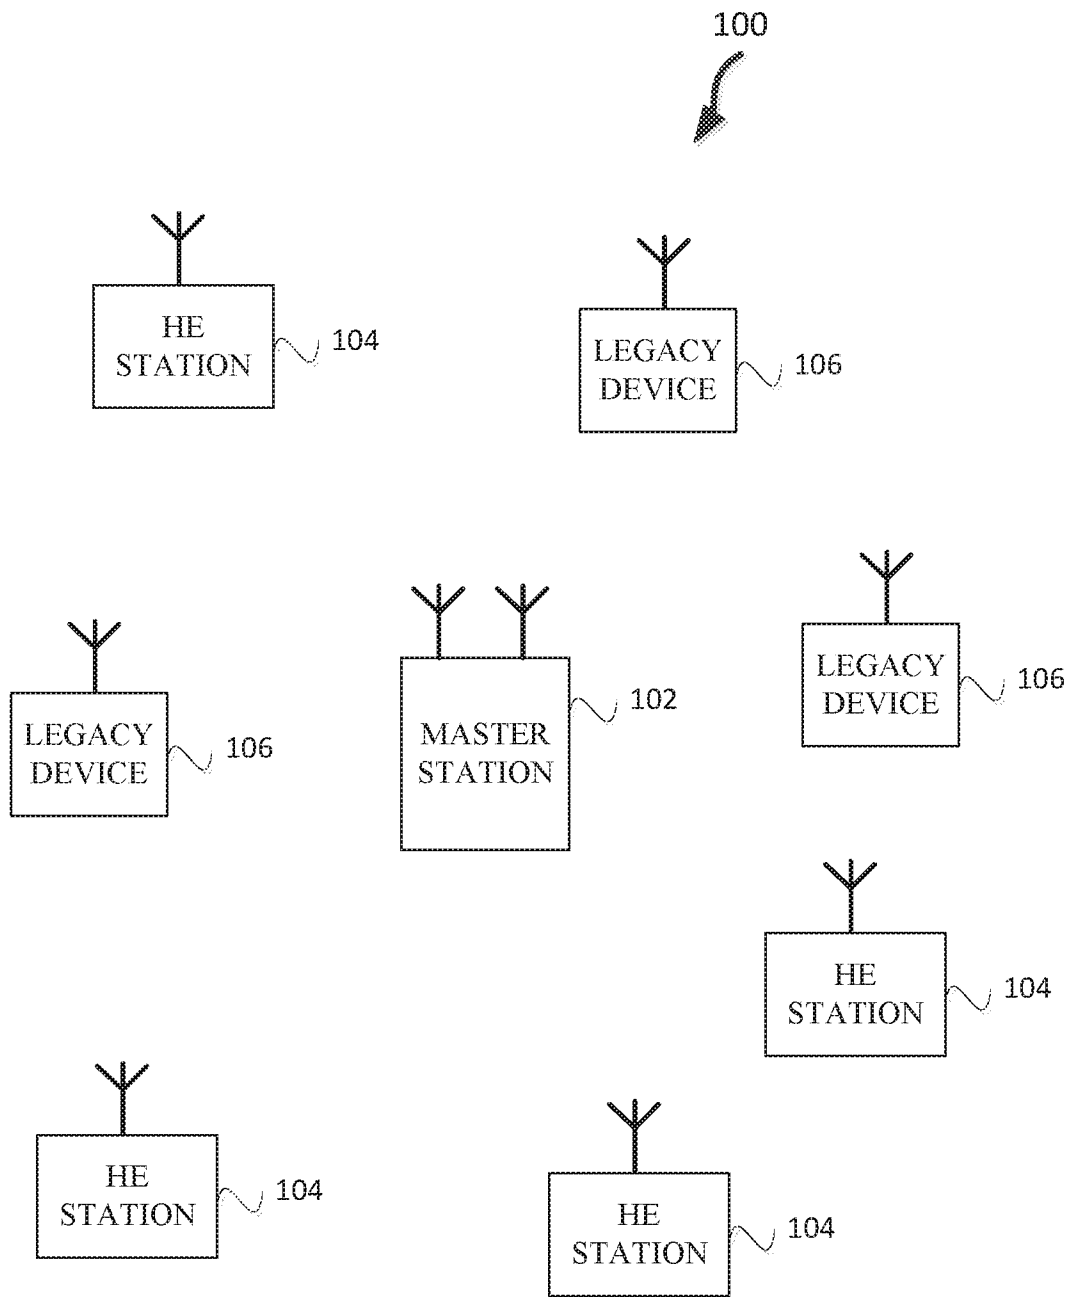 100
HE
STATION
104
LEGACY
DEVICE
106
LEGACY
DEVICE
106
MASTER
STATION
102
LEGACY
DEVICE
106
HE
STATION
104
HE
STATION
104
HE
STATION
104